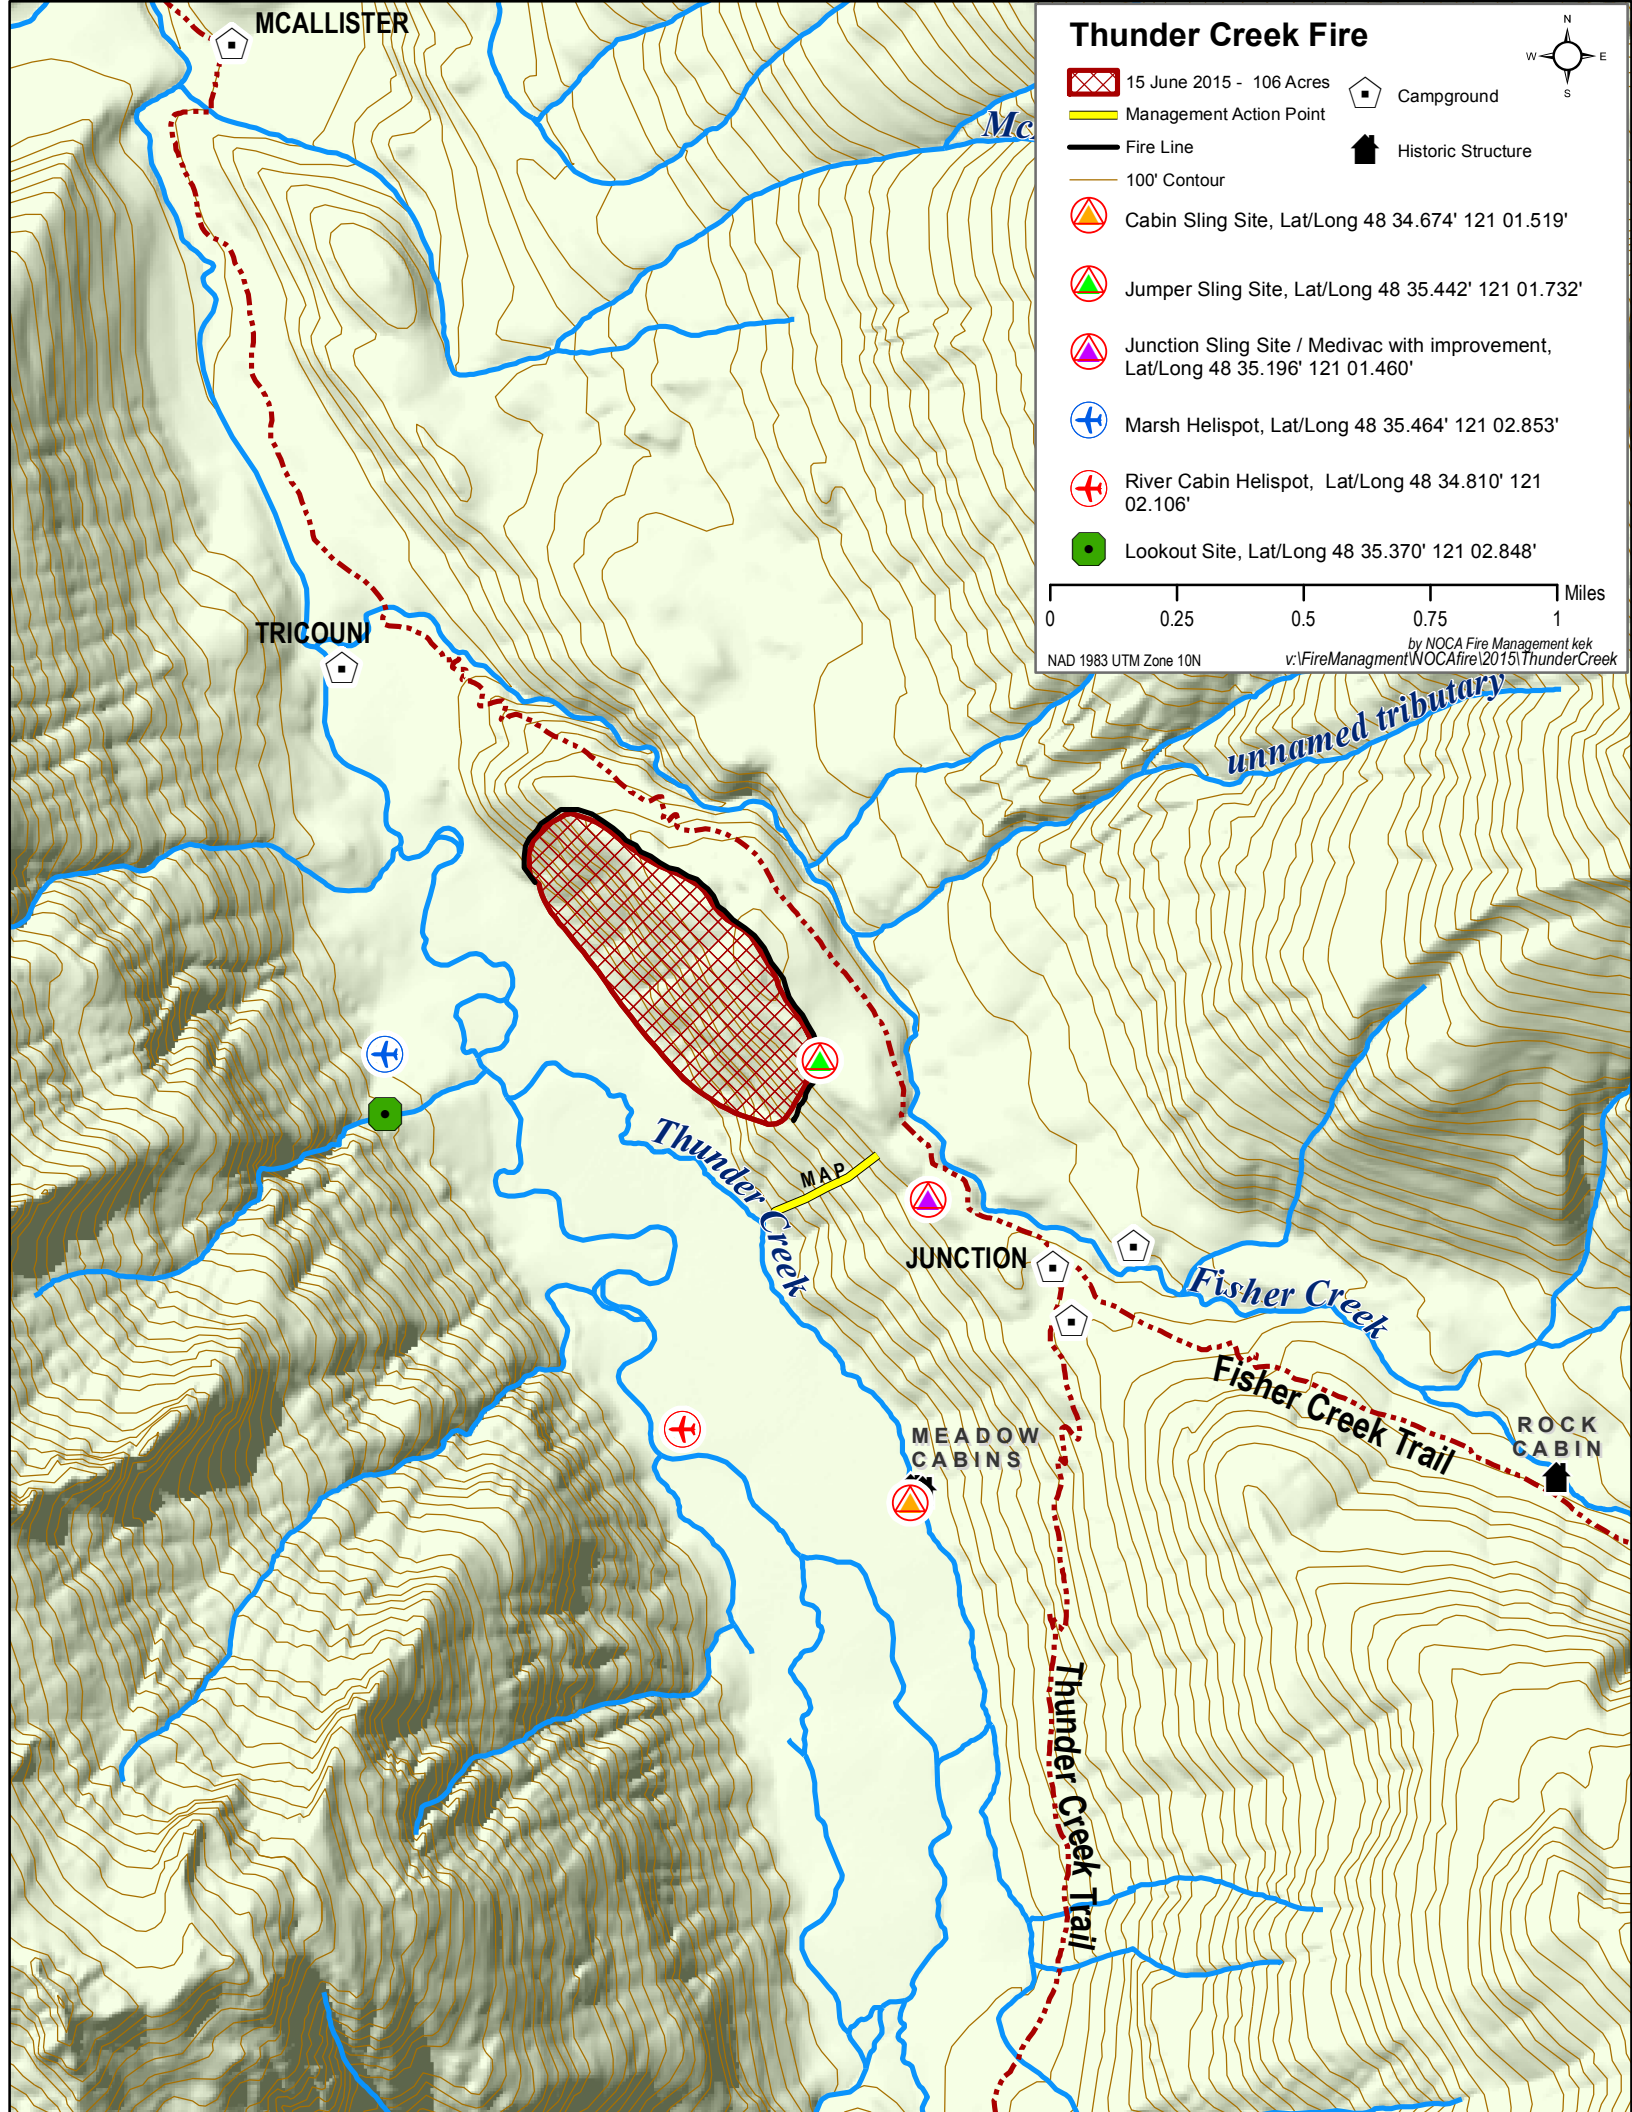 MCALLISTER
Thunder Creek Fire
N
W E
S
15 June 2015 - 106 Acres
Campground
Management Action Point
Fire Line
Historic Structure
100' Contour
Cabin Sling Site, Lat/Long 48 34.674' 121 01.519'
Jumper Sling Site, Lat/Long 48 35.442' 121 01.732'
Junction Sling Site / Medivac with improvement,
Lat/Long 48 35.196' 121 01.460'
Marsh Helispot, Lat/Long 48 35.464' 121 02.853'
River Cabin Helispot, Lat/Long 48 34.810' 121
02.106'
Lookout Site, Lat/Long 48 35.370' 121 02.848'
Miles
0 0.25 0.5 0.75 1
by NOCA Fire Management kek
NAD 1983 UTM Zone 10N
v:\FireManagment\NOCAfire\2015\ThunderCreek
TRICOUNI
unnamed tributary
Thunder Creek
MAP
JUNCTION
Fisher Creek
Fisher Creek Trail
MEADOW
CABINS
ROCK
CABIN
Thunder Creek Trail